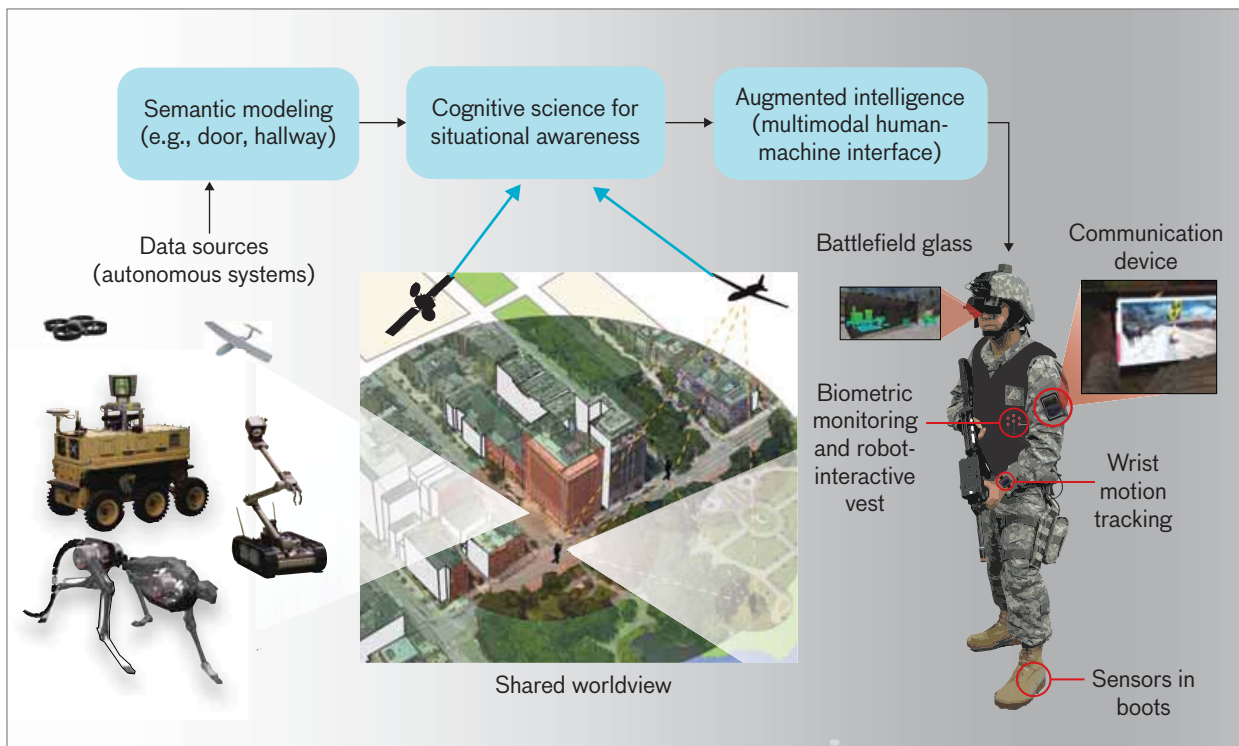 Semantic modeling
(e.g., door, hallway)
Cognitive science for
situational awareness
Augmented intelligence
(multimodal human-
machine interface)
Data sources
(autonomous systems)
Battlefield glass
Communication
device
Biometric
monitoring
and robot-
interactive
vest
Wrist
motion
tracking
Shared worldview
Sensors in
boots